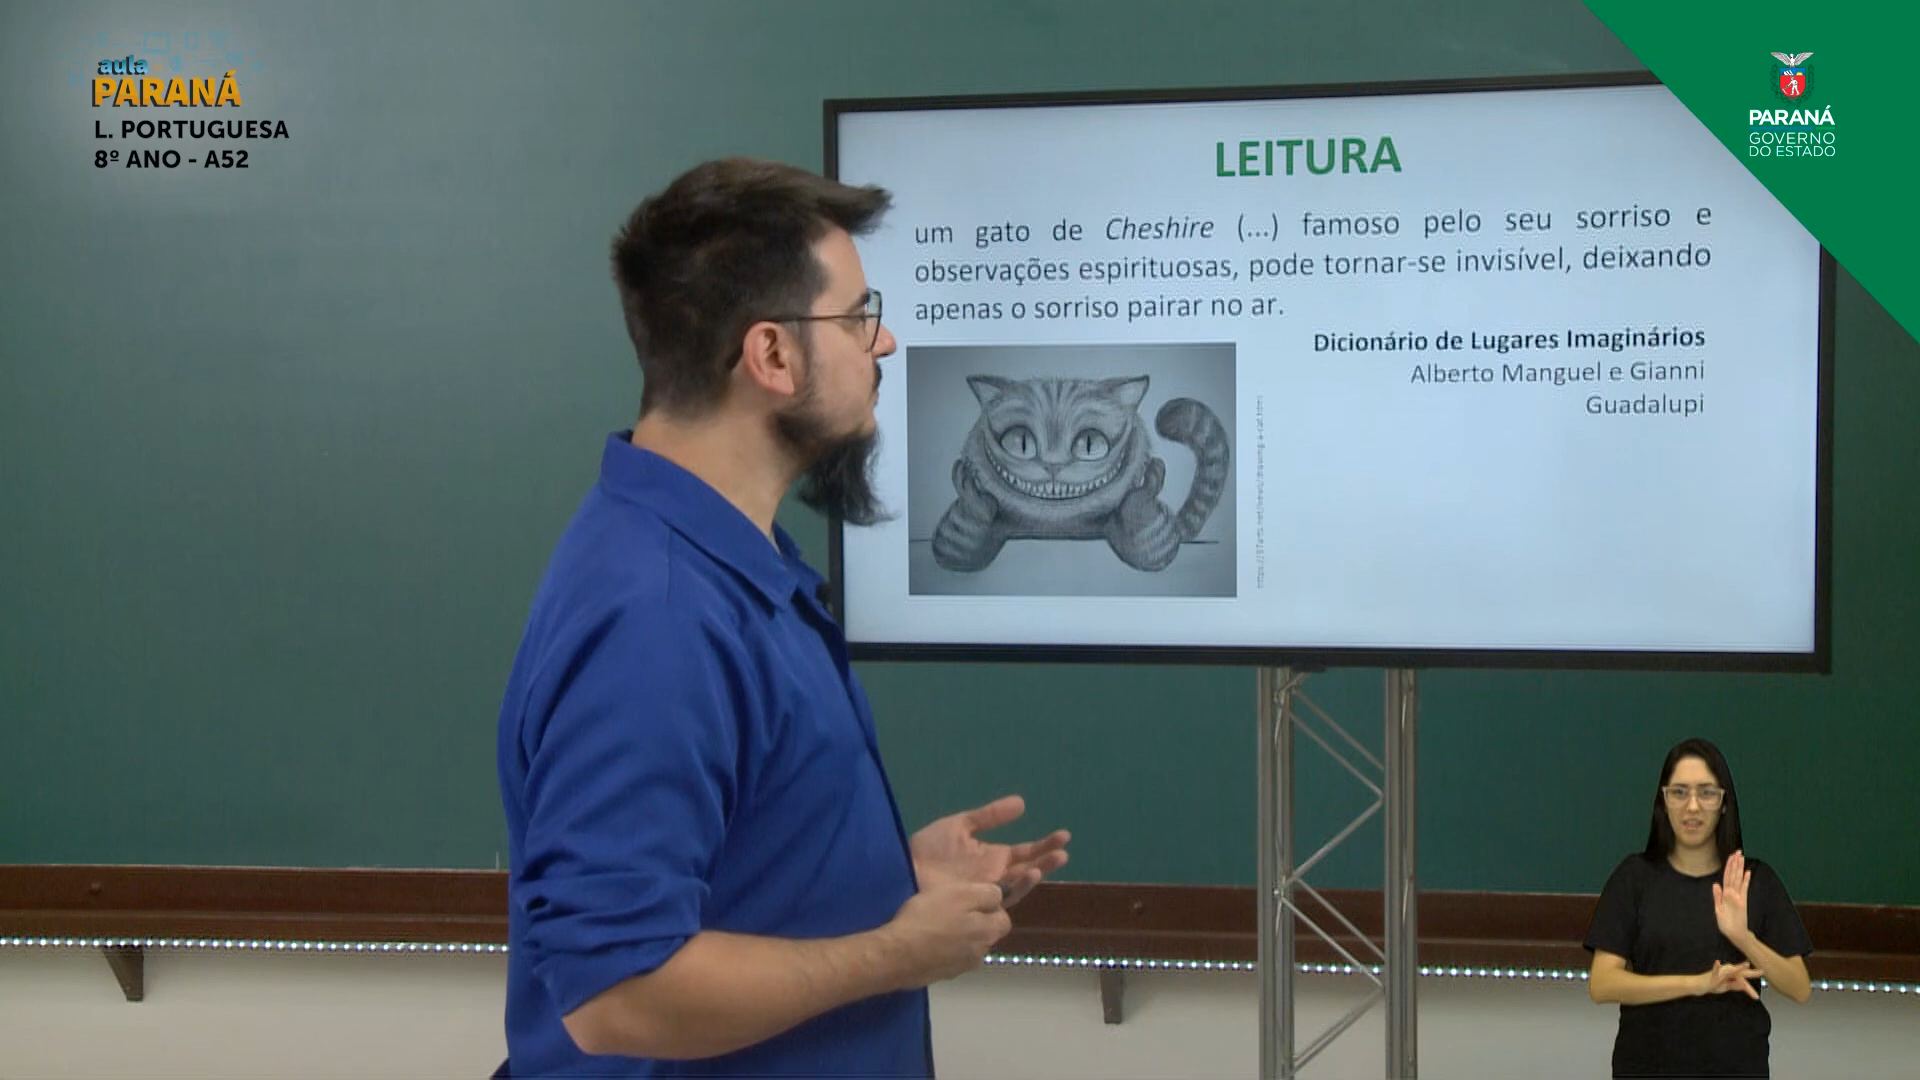 aula
PARANÁ
L. PORTUGUESA
8º ANO - A52
PARANÁ
GOVERNO
DO ESTADO
LEITURA
um gato de Cheshire (...) famoso pelo seu sorriso e
observações espirituosas, pode tornar-se invisível, deixando
apenas o sorriso pairar no ar.
Dicionário de Lugares Imaginários
Alberto Manguel e Gianni
Guadalupi